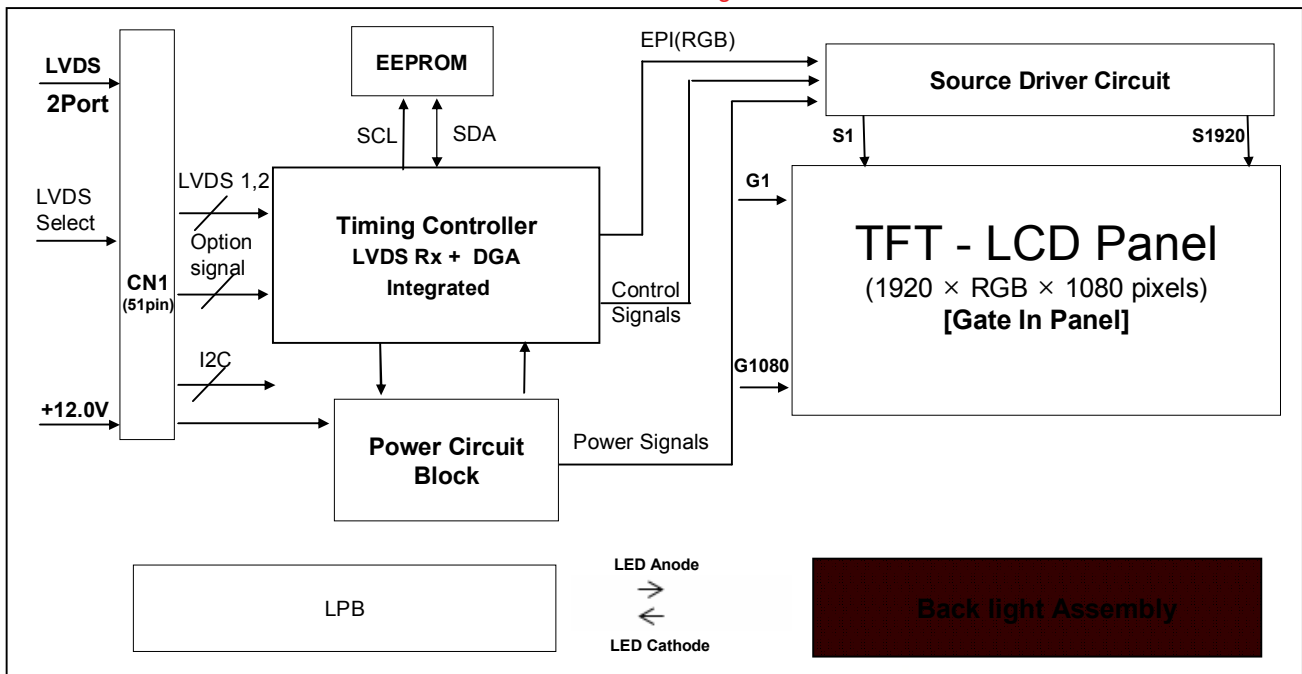 EPI(RGB)
LVDS
2Port
EEPROM
Source Driver Circuit
SCL
SDA
S1
S1920
LVDS
Select
LVDS 1,2
Option
signal
CN1
(51pin)
Timing Controller
LVDS Rx + DGA
Integrated
Control
Signals
G1
TFT - LCD Panel
(1920 × RGB × 1080 pixels)
[Gate In Panel]
G1080
I2C
+12.0V
Power Circuit
Block
Power Signals
LPB
LED Anode
LED Cathode
Back light Assembly